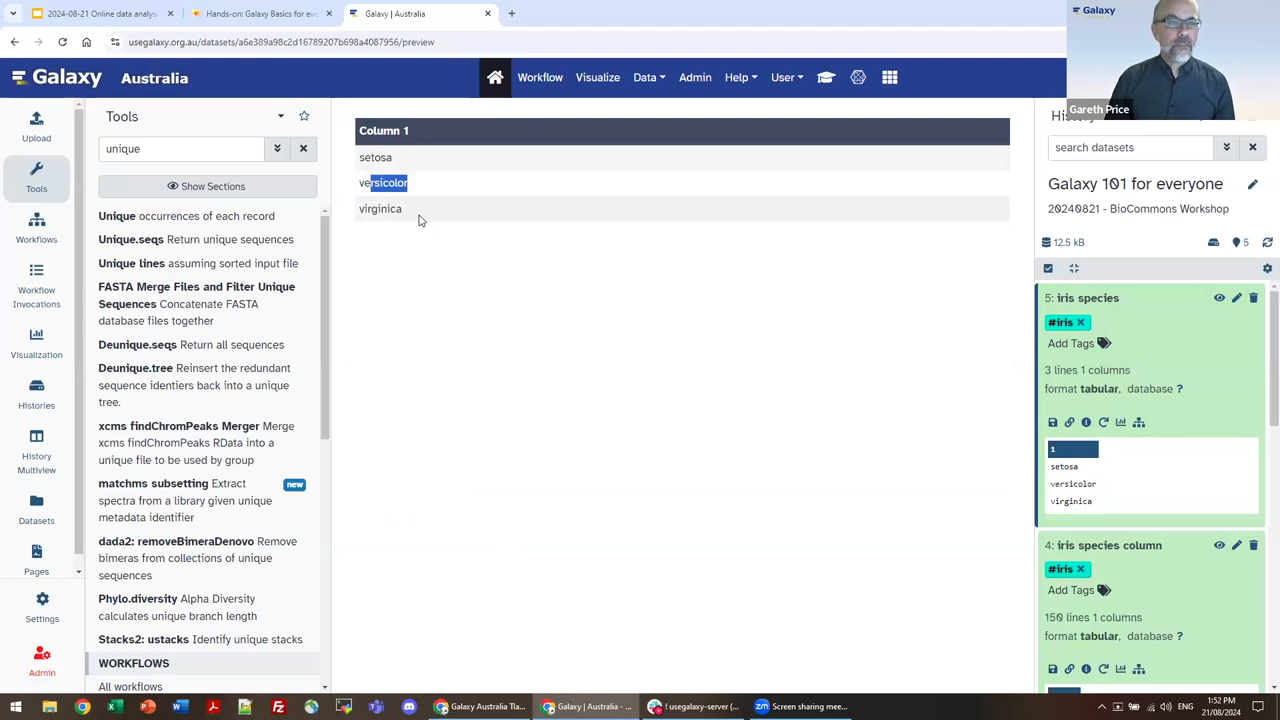 2024-08-21 Online data analys
Hands-on: Galaxy Basics for ev
Galaxy | Australia
usegalaxy.org.au/datasets/a6e389a98c2d16789207b698a4087956/preview
Galaxy
Australia
Workflow
Visualize
Data
Admin
Help
User
Galaxy
Gareth Price
Upload
Tools
Workflows
Workflow
Invocations
Visualization
Histories
History
Multiview
Datasets
Pages
Settings
Admin
Tools
unique
Show Sections
Unique occurrences of each record
Unique.seqs Return unique sequences
Unique lines assuming sorted input file
FASTA Merge Files and Filter Unique
Sequences Concatenate FASTA
database files together
Deunique.seqs Return all sequences
Deunique.tree Reinsert the redundant
sequence identiers back into a unique
tree.
xcms findChromPeaks Merger Merge
xcms findChromPeaks RData into a
unique file to be used by group
matchms subsetting Extract
spectra from a library given unique
metadata identifier
new
dada2: removeBimeraDenovo Remove
bimeras from collections of unique
sequences
Phylo.diversity Alpha Diversity
calculates unique branch length
Stacks2: ustacks Identify unique stacks
WORKFLOWS
All workflows
Column 1
setosa
versicolor
virginica
search datasets
Galaxy 101 for everyone
20240821 - BioCommons Workshop
12.5 kB
5
5: iris species
#iris
Add Tags
3 lines 1 columns
format tabular, database ?
1
setosa
versicolor
virginica
4: iris species column
#iris
Add Tags
150 lines 1 columns
format tabular, database ?
Galaxy Australia Tla...
Galaxy | Australia - ...
! usegalaxy-server (...
Screen sharing mee...
ENG
1:52 PM
21/08/2024